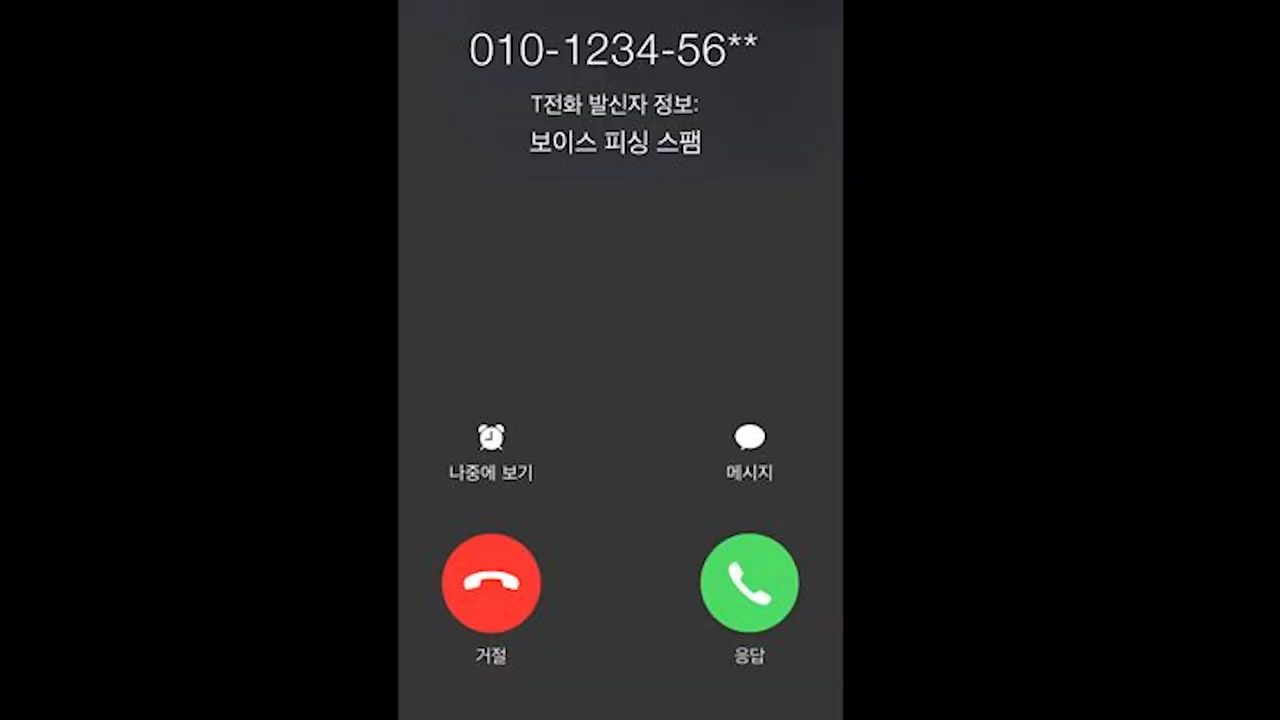 010-1234-56**
T전화 발신자 정보:
보이스 피싱 스팸
나중에 보기
메시지
거절
응답